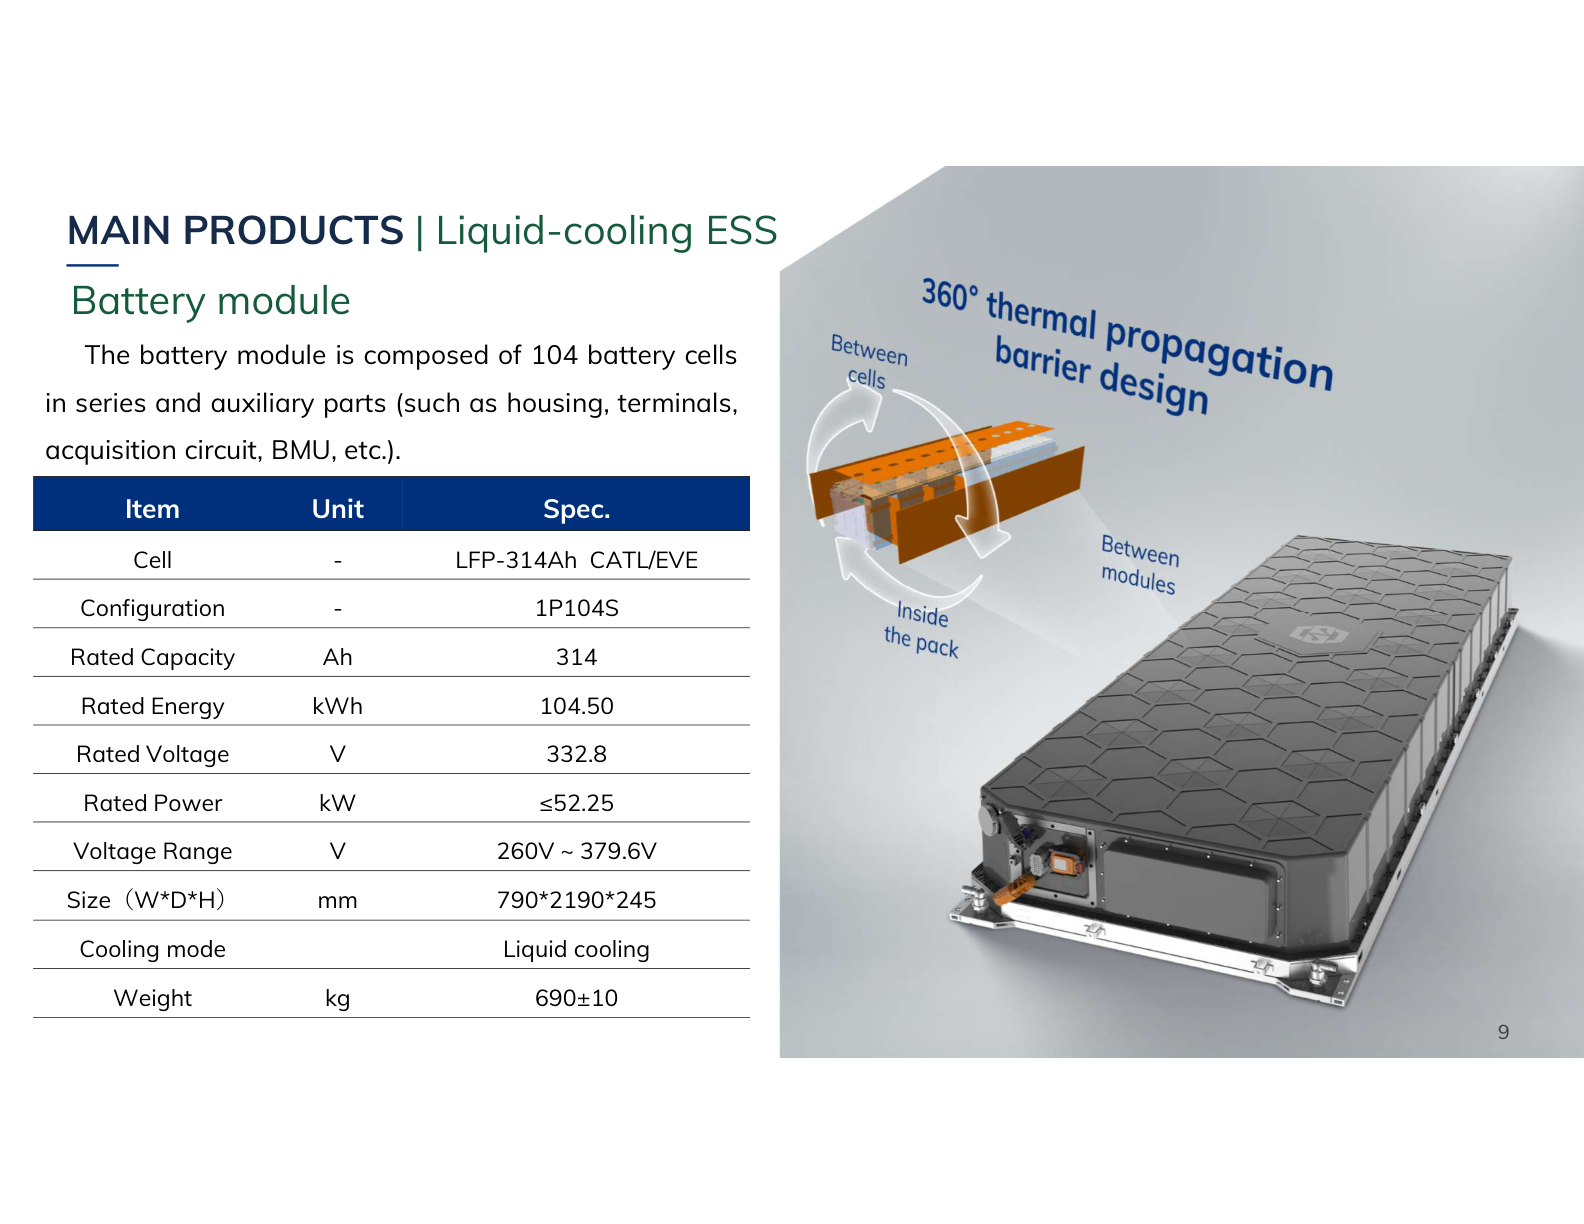 MAIN PRODUCTS | Liquid-cooling ESS
Battery module
The battery module is composed of 104 battery cells
in series and auxiliary parts (such as housing, terminals,
acquisition circuit, BMU, etc.).
Item Unit Spec.
Cell - LFP-314Ah CATL/EVE
Configuration - 1P104S
Rated Capacity Ah 314
Rated Energy kWh 104.50
Rated Voltage V 332.8
Rated Power kW ≤52.25
Voltage Range V 260V ~ 379.6V
Size（W*D*H） mm 790*2190*245
Cooling mode Liquid cooling
Weight kg 690±10
360° thermal propagation
barrier design
Between
cells
Between
modules
Inside
the pack
9